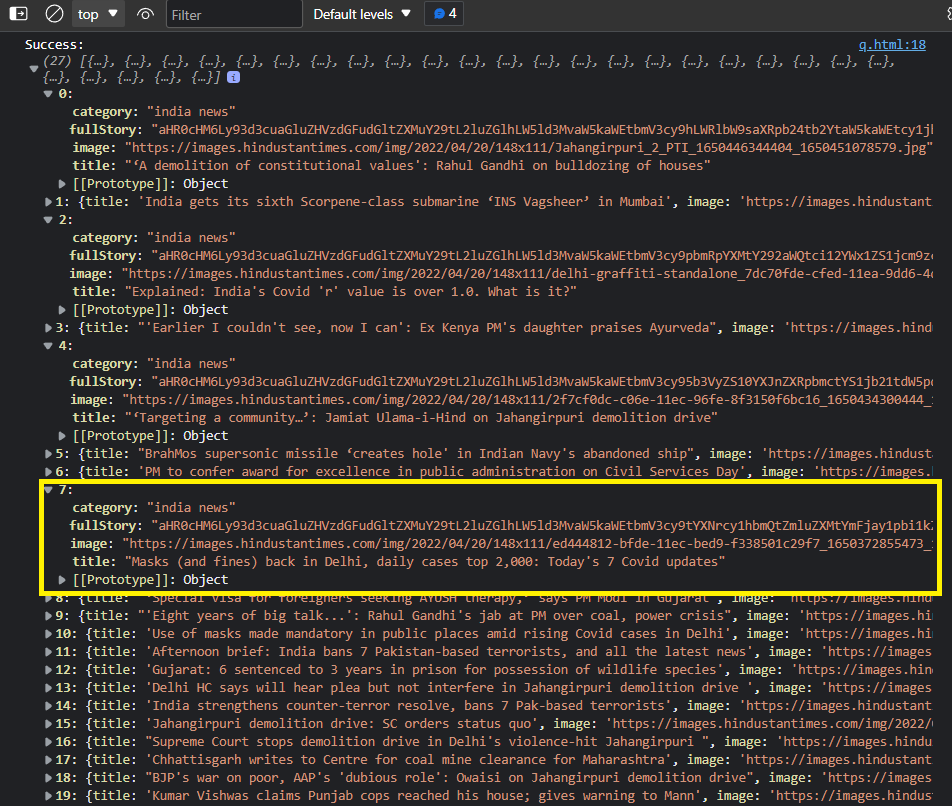 top ▼ Filter Default levels ▼ 4
Success: q.html:18
(27) [{…}, {…}, {…}, {…}, {…}, {…}, {…}, {…}, {…}, {…}, {…}, {…}, {…}, {…}, {…}, {…}, {…}, {…}, {…}, {…}, {…}, {…},
{…}, {…}, {…}, {…}, {…}] i
▼ 0:
category: "india news"
fullStory: "aHR0cHM6Ly93d3cuaGluZHVzdGFudGltZXMuY29tL2luZGlhLW5ld3MvaW5kaWEtbmV3cy9hLWRlbW9saXRpb24tb2YtaW5kaWEtcy1j
image: "https://images.hindustantimes.com/img/2022/04/20/148x111/Jahangirpuri_2_PTI_1650446344404_1650451078579.jpg"
title: "‘A demolition of constitutional values': Rahul Gandhi on bulldozing of houses"
▶ [[Prototype]]: Object
▶ 1: {title: 'India gets its sixth Scorpene-class submarine ‘INS Vagsheer’ in Mumbai', image: 'https://images.hindustant
▼ 2:
category: "india news"
fullStory: "aHR0cHM6Ly93d3cuaGluZHVzdGFudGltZXMuY29tL2luZGlhLW5ld3MvaW5kaWEtbmV3cy9pbmRpYXMtY292aWQtci12YWx1ZS1jcm9z
image: "https://images.hindustantimes.com/img/2022/04/20/148x111/delhi-graffiti-standalone_7dc70fde-cfed-11ea-9dd6-4
title: "Explained: India's Covid 'r' value is over 1.0. What is it?"
▶ [[Prototype]]: Object
▶ 3: {title: "'Earlier I couldn't see, now I can': Ex Kenya PM's daughter praises Ayurveda", image: 'https://images.hind
▼ 4:
category: "india news"
fullStory: "aHR0cHM6Ly93d3cuaGluZHVzdGFudGltZXMuY29tL2luZGlhLW5ld3MvaW5kaWEtbmV3cy95b3VyZS10YXJnZXRpbmctYS1jb21tdW5p
image: "https://images.hindustantimes.com/img/2022/04/20/148x111/2f7cf0dc-c06e-11ec-96fe-8f3150f6bc16_1650434300444_
title: "‘Targeting a community…’: Jamiat Ulama-i-Hind on Jahangirpuri demolition drive"
▶ [[Prototype]]: Object
▶ 5: {title: "BrahMos supersonic missile ‘creates hole' in Indian Navy's abandoned ship", image: 'https://images.hindust
▶ 6: {title: 'PM to confer award for excellence in public administration on Civil Services Day', image: 'https://images.h
▼ 7:
category: "india news"
fullStory: "aHR0cHM6Ly93d3cuaGluZHVzdGFudGltZXMuY29tL2luZGlhLW5ld3MvaW5kaWEtbmV3cy9tYXNrcy1hbmQtZmluZXMtYmFjay1pbi1k
image: "https://images.hindustantimes.com/img/2022/04/20/148x111/ed444812-bfde-11ec-bed9-f338501c29f7_1650372855473_
title: "Masks (and fines) back in Delhi, daily cases top 2,000: Today's 7 Covid updates"
▶ [[Prototype]]: Object
▶ 8: {title: "'Special visa for foreigners seeking AYUSH therapy,' says PM Modi in Gujarat", image: 'https://images.hind
▶ 9: {title: "'Eight years of big talk...': Rahul Gandhi's jab at PM over coal, power crisis", image: 'https://images.hi
▶ 10: {title: 'Use of masks made mandatory in public places amid rising Covid cases in Delhi', image: 'https://images.hi
▶ 11: {title: 'Afternoon brief: India bans 7 Pakistan-based terrorists, and all the latest news', image: 'https://images
▶ 12: {title: 'Gujarat: 6 sentenced to 3 years in prison for possession of wildlife species', image: 'https://images.hin
▶ 13: {title: 'Delhi HC says will hear plea but not interfere in Jahangirpuri demolition drive ', image: 'https://images
▶ 14: {title: 'India strengthens counter-terror resolve, bans 7 Pak-based terrorists', image: 'https://images.hindustant
▶ 15: {title: 'Jahangirpuri demolition drive: SC orders status quo', image: 'https://images.hindustantimes.com/img/2022/0
▶ 16: {title: "Supreme Court stops demolition drive in Delhi's violence-hit Jahangirpuri ", image: 'https://images.hindu
▶ 17: {title: 'Chhattisgarh writes to Centre for coal mine clearance for Maharashtra', image: 'https://images.hindustant
▶ 18: {title: "BJP's war on poor, AAP's 'dubious role': Owaisi on Jahangirpuri demolition drive", image: 'https://images
▶ 19: {title: 'Kumar Vishwas claims Punjab cops reached his house; gives warning to Mann', image: 'https://images.hindust